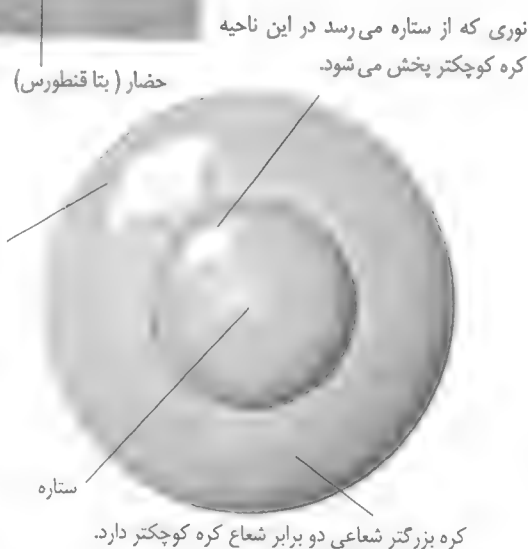 نوری که از ستاره می‌رسد در این ناحیه
کره کوچکتر پخش می‌شود.
حضار ( بتا قنطورس)
ستاره
کره بزرگتر شعاعی دو برابر شعاع کره کوچکتر دارد.